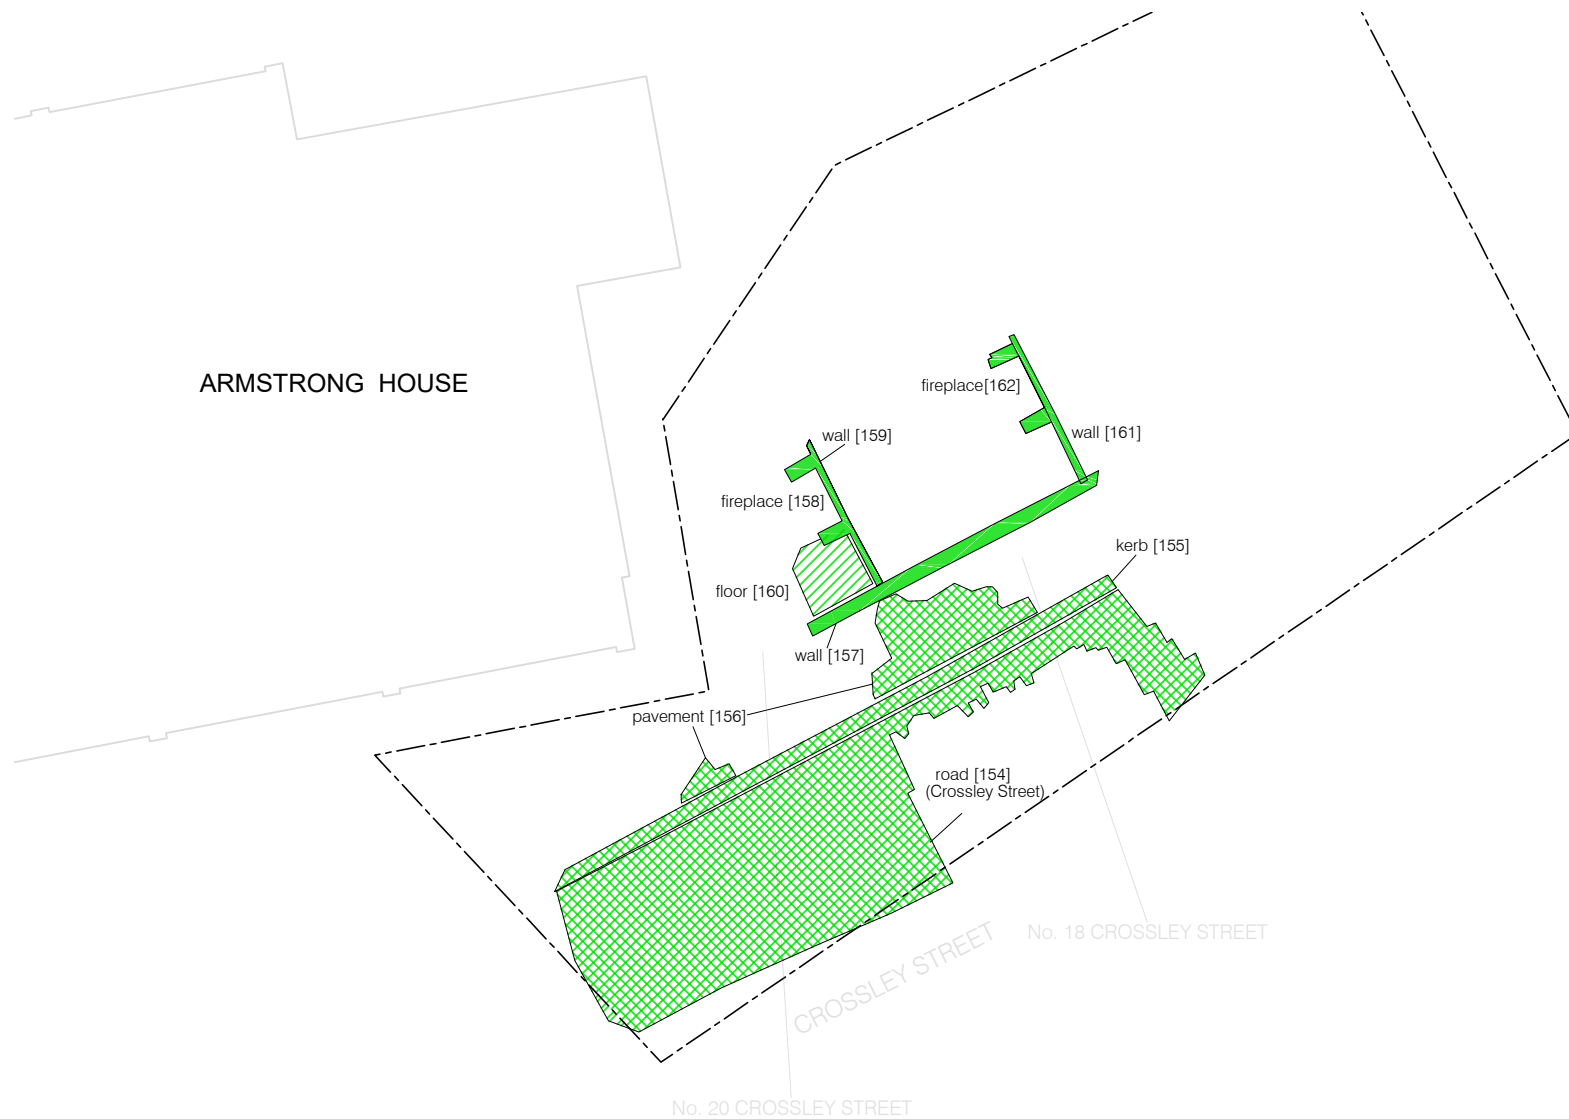 ARMSTRONG HOUSE
fireplace[162]
wall [159]
wall [161]
fireplace [158]
kerb [155]
floor [160]
wall [157]
pavement [156]
road [154]
(Crossley Street)
No. 18 CROSSLEY STREET
CROSSLEY STREET
No. 20 CROSSLEY STREET